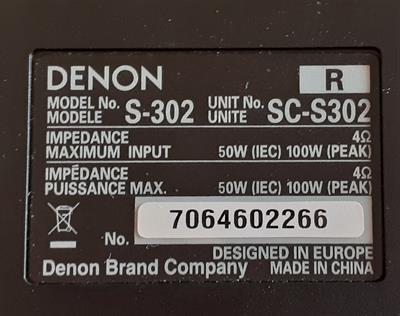 DENON R
MODEL No. S-302 UNIT No. SC-S302
MODELE UNITE
IMPEDANCE 4Ω
MAXIMUM INPUT 50W (IEC) 100W (PEAK)
IMPÉDANCE 4Ω
PUISSANCE MAX. 50W (IEC) 100W (PEAK)
No. 7064602266
DESIGNED IN EUROPE
Denon Brand Company MADE IN CHINA